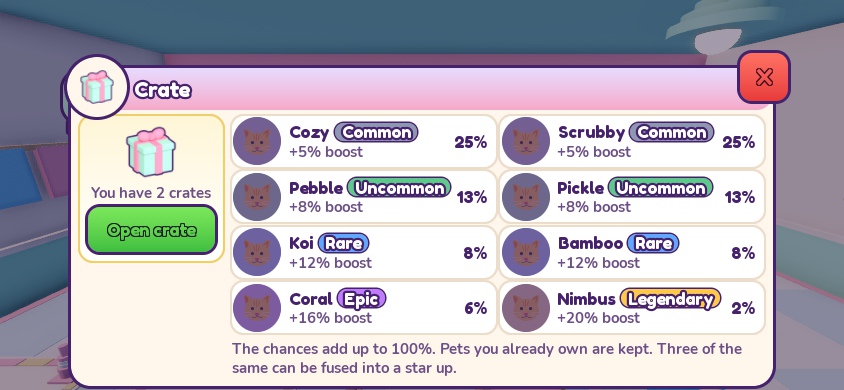 Crate
You have 2 crates
Open crate
Cozy Common
+5% boost
25%
Scrubby Common
+5% boost
25%
Pebble Uncommon
+8% boost
13%
Pickle Uncommon
+8% boost
13%
Koi Rare
+12% boost
8%
Bamboo Rare
+12% boost
8%
Coral Epic
+16% boost
6%
Nimbus Legendary
+20% boost
2%
The chances add up to 100%. Pets you already own are kept. Three of the
same can be fused into a star up.